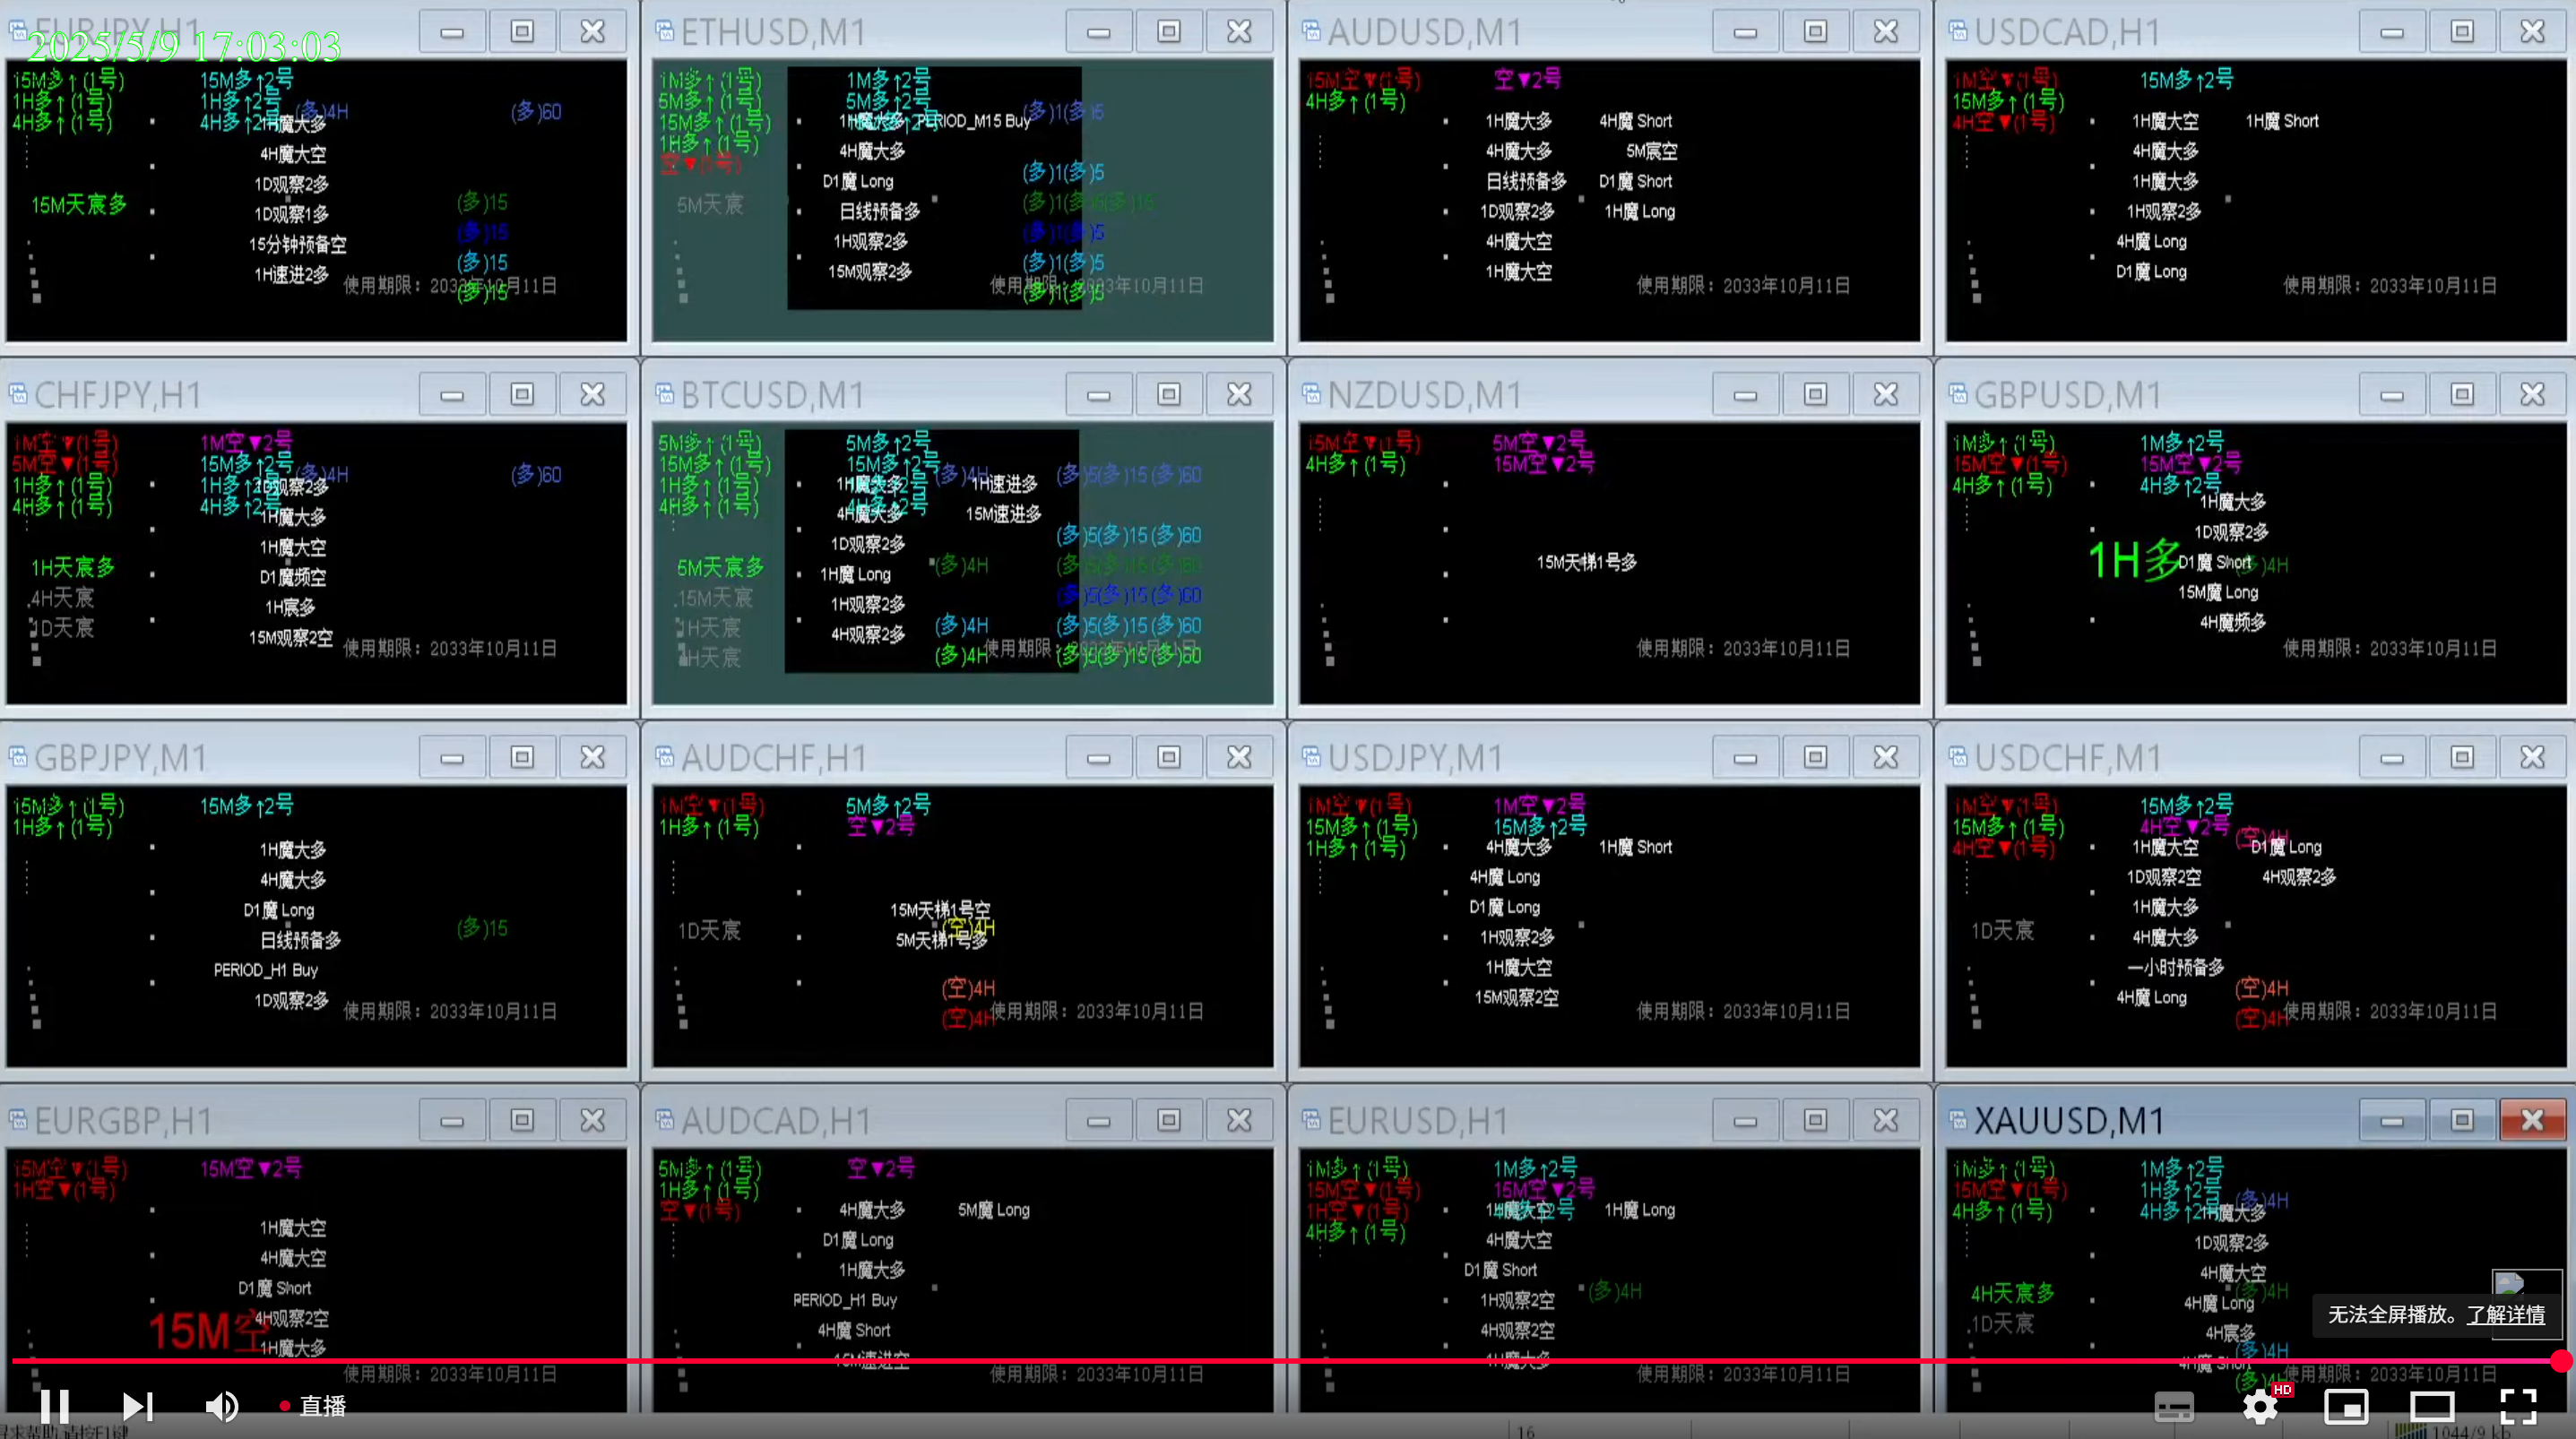 2025/5/9 17:03:03
EURJPY,H1
15M多↑(1号)
15M多↑2号
1H多↑(1号)
1H多↑2号
(多)4H
(多)60
4H多↑(1号)
4H多↑2号
1H魔大多
4H魔大空
1D观察2多
15M天宸多
(多)15
1D观察1多
(多)15
15分钟预备空
(多)15
1H速进2多
使用期限：2033年10月11日
(多)15
ETHUSD,M1
1M多↑(1号)
1M多↑2号
5M多↑(1号)
5M多↑2号
15M多↑(1号)
1H魔大多
PERIOD_M15 Buy
(多)1(多)5
1H多↑(1号)
4H魔大多
空▼(1号)
(多)1(多)5
D1魔 Long
5M天宸
日线预备多
1H观察2多
(多)1(多)5
15M观察2多
(多)1(多)5
(多)1(多)5
AUDUSD,M1
15M空▼(1号)
空▼2号
4H多↑(1号)
1H魔大多
4H魔 Short
4H魔大多
5M宸空
日线预备多
D1魔 Short
1D观察2多
1H魔 Long
4H魔大空
1H魔大空
使用期限：2033年10月11日
USDCAD,H1
1M空▼(1号)
15M多↑2号
15M多↑(1号)
4H空▼(1号)
1H魔大空
1H魔 Short
4H魔大多
1H魔大多
1H观察2多
4H魔 Long
D1魔 Long
使用期限：2033年10月11日
CHFJPY,H1
1M空▼(1号)
1M空▼2号
5M空▼(1号)
15M多↑2号
(多)4H
(多)60
1H多↑(1号)
1H多↑2号
1D观察2多
4H多↑(1号)
4H多↑2号
1H魔大多
1H魔大空
1H天宸多
D1魔频空
4H天宸
1H宸多
1D天宸
15M观察2空
使用期限：2033年10月11日
BTCUSD,M1
5M多↑(1号)
5M多↑2号
15M多↑(1号)
15M多↑2号
(多)4H
(多)5(多)15(多)60
1H多↑(1号)
1H魔大多
1H速进多
4H多↑(1号)
4H魔大多
15M速进多
1D观察2多
(多)5(多)15(多)60
5M天宸多
1H魔 Long
(多)4H
(多)5(多)15(多)60
15M天宸
1H观察2多
(多)5(多)15(多)60
1H天宸
4H观察2多
(多)4H
(多)5(多)15(多)60
4H天宸
(多)4H
(多)5(多)15(多)60
NZDUSD,M1
15M空▼(1号)
5M空▼2号
4H多↑(1号)
15M空▼2号
15M天梯1号多
使用期限：2033年10月11日
GBPUSD,M1
1M多↑(1号)
1M多↑2号
15M空▼(1号)
15M空▼2号
4H多↑(1号)
4H多↑2号
1H魔大多
1D观察2多
1H多
D1魔 Short
(多)4H
15M魔 Long
4H魔频多
使用期限：2033年10月11日
GBPJPY,M1
15M多↑(1号)
15M多↑2号
1H多↑(1号)
1H魔大多
4H魔大多
D1魔 Long
(多)15
日线预备多
PERIOD_H1 Buy
1D观察2多
使用期限：2033年10月11日
AUDCHF,H1
1M空▼(1号)
5M多↑2号
1H多↑(1号)
空▼2号
15M天梯1号空
1D天宸
(空)4H
5M天梯1号多
(空)4H
(空)4H
使用期限：2033年10月11日
USDJPY,M1
1M空▼(1号)
1M空▼2号
15M多↑(1号)
15M多↑2号
1H多↑(1号)
4H魔大多
1H魔 Short
4H魔 Long
D1魔 Long
1H观察2多
1H魔大空
15M观察2空
使用期限：2033年10月11日
USDCHF,M1
1M空▼(1号)
15M多↑2号
15M多↑(1号)
4H空▼2号
(空)4H
4H空▼(1号)
1H魔大空
D1魔 Long
1D观察2空
4H观察2多
1H魔大多
1D天宸
4H魔大多
一小时预备多
4H魔 Long
(空)4H
(空)4H
使用期限：2033年10月11日
EURGBP,H1
15M空▼(1号)
15M空▼2号
1H空▼(1号)
1H魔大空
4H魔大空
D1魔 Short
15M空
4H观察2空
1H魔大多
使用期限：2033年10月11日
AUDCAD,H1
5M多↑(1号)
空▼2号
1H多↑(1号)
空▼(1号)
4H魔大多
5M魔 Long
D1魔 Long
1H魔大多
PERIOD_H1 Buy
4H魔 Short
15M速进空
使用期限：2033年10月11日
EURUSD,H1
1M多↑(1号)
1M多↑2号
15M空▼(1号)
15M空▼2号
1H空▼(1号)
1H魔大空
1H魔 Long
4H多↑(1号)
4H魔大空
D1魔 Short
1H观察2空
(多)4H
4H观察2空
1H魔大多
使用期限：2033年10月11日
XAUUSD,M1
1M多↑(1号)
1M多↑2号
15M空▼(1号)
1H多↑2号
(多)4H
4H多↑(1号)
4H多↑2号
1H魔大多
1D观察2多
4H魔大空
4H天宸多
(多)4H
4H魔 Long
1D天宸
4H宸多
(多)4H
4H魔 Short
(多)4H
使用期限：2033年10月11日
无法全屏播放。了解详情
直播
HD
寻求帮助,请按F1键
16
1044/9 kb